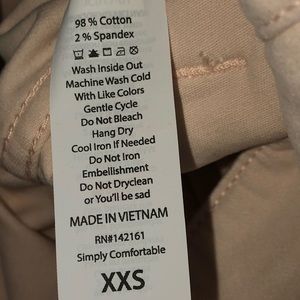 98 % Cotton
2 % Spandex
Wash Inside Out
Machine Wash Cold
With Like Colors
Gentle Cycle
Do Not Bleach
Hang Dry
Cool Iron If Needed
Do Not Iron
Embellishment
Do Not Dryclean
or You'll be sad
MADE IN VIETNAM
RN#142161
Simply Comfortable
XXS